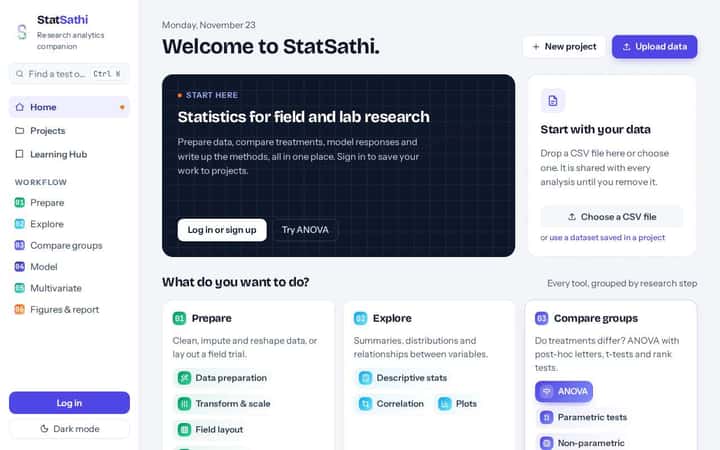 StatSathi
Research analytics
companion
Find a test o... Ctrl K
Home
Projects
Learning Hub
WORKFLOW
01 Prepare
02 Explore
03 Compare groups
04 Model
05 Multivariate
06 Figures & report
Log in
Dark mode
Monday, November 23
Welcome to StatSathi.
+ New project
Upload data
START HERE
Statistics for field and lab research
Prepare data, compare treatments, model responses and
write up the methods, all in one place. Sign in to save your
work to projects.
Log in or sign up
Try ANOVA
Start with your data
Drop a CSV file here or choose
one. It is shared with every
analysis until you remove it.
Choose a CSV file
or use a dataset saved in a project
What do you want to do?
Every tool, grouped by research step
01 Prepare
Clean, impute and reshape data, or
lay out a field trial.
Data preparation
Transform & scale
Field layout
02 Explore
Summaries, distributions and
relationships between variables.
Descriptive stats
Correlation
Plots
03 Compare groups
Do treatments differ? ANOVA with
post-hoc letters, t-tests and rank
tests.
ANOVA
Parametric tests
Non-parametric